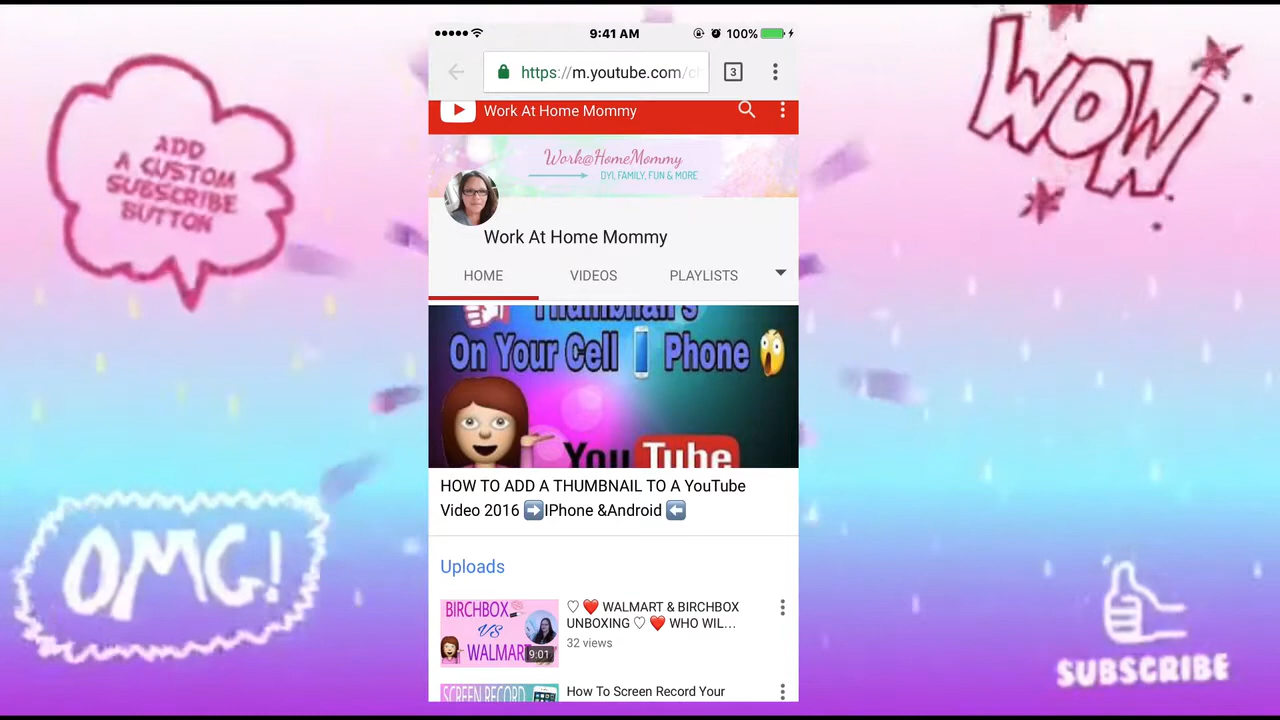 9:41 AM
100%
https://m.youtube.com/c
3
Work At Home Mommy
Work@HomeMommy
DYI, FAMILY, FUN & MORE
Work At Home Mommy
HOME
VIDEOS
PLAYLISTS
Thumbnail's
On Your Cell 📱 Phone 😲
YouTube
HOW TO ADD A THUMBNAIL TO A YouTube
Video 2016 ➡️IPhone &Android ⬅️
Uploads
BIRCHBOX
VS
WALMART
9:01
♡ ❤️ WALMART & BIRCHBOX
UNBOXING ♡ ❤️ WHO WIL...
32 views
SCREEN RECORD
How To Screen Record Your
ADD
A CUSTOM
SUBSCRIBE
BUTTON
WOW
OMG!
SUBSCRIBE